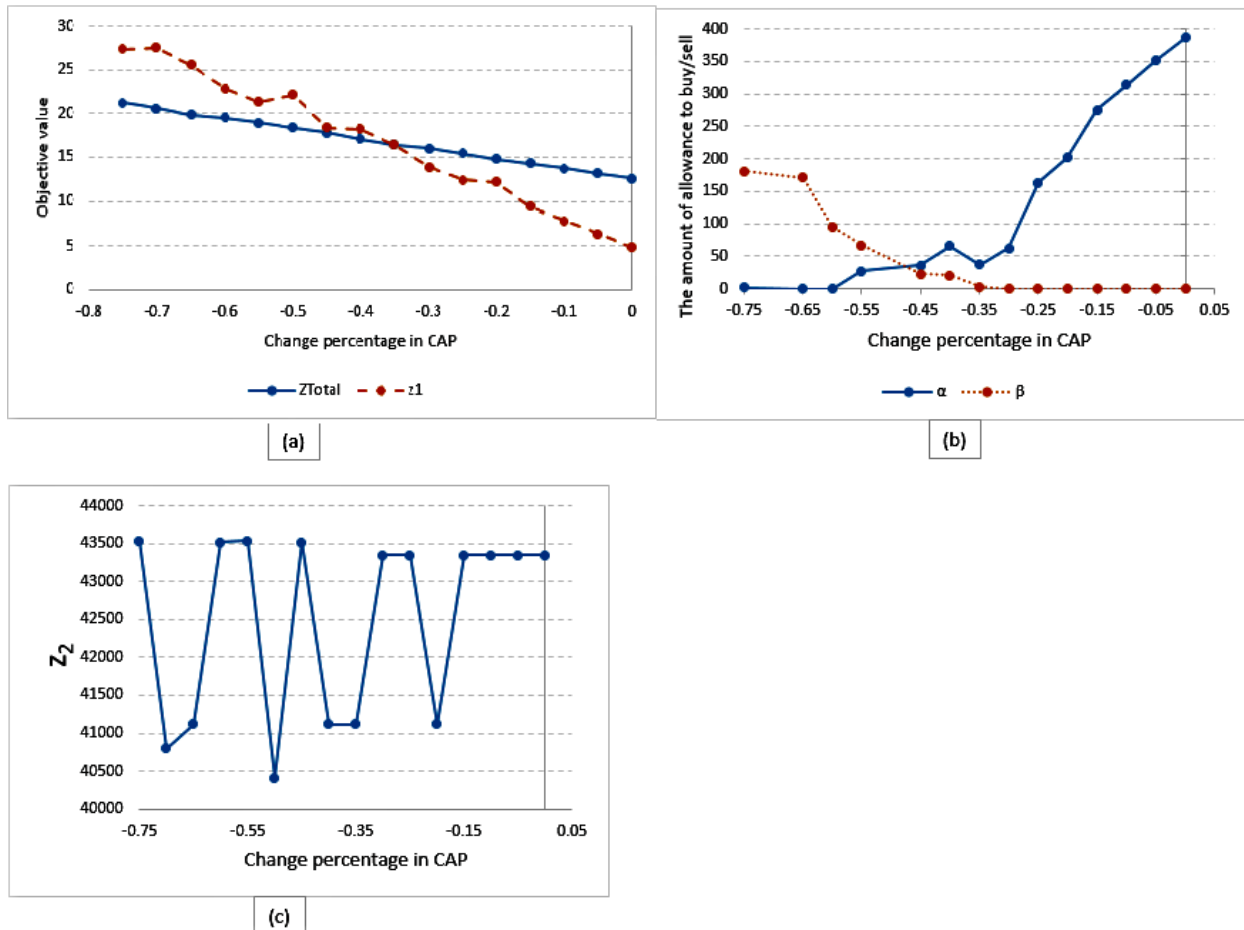 30
25
20
15
10
5
0
Objective value
-0.8 -0.7 -0.6 -0.5 -0.4 -0.3 -0.2 -0.1 0
Change percentage in CAP
ZTotal z1
(a)
400
350
300
250
200
150
100
50
0
The amount of allowance to buy/sell
-0.75 -0.65 -0.55 -0.45 -0.35 -0.25 -0.15 -0.05 0.05
Change percentage in CAP
α β
(b)
44000
43500
43000
42500
42000
41500
41000
40500
40000
Z₂
-0.75 -0.55 -0.35 -0.15 0.05
Change percentage in CAP
(c)